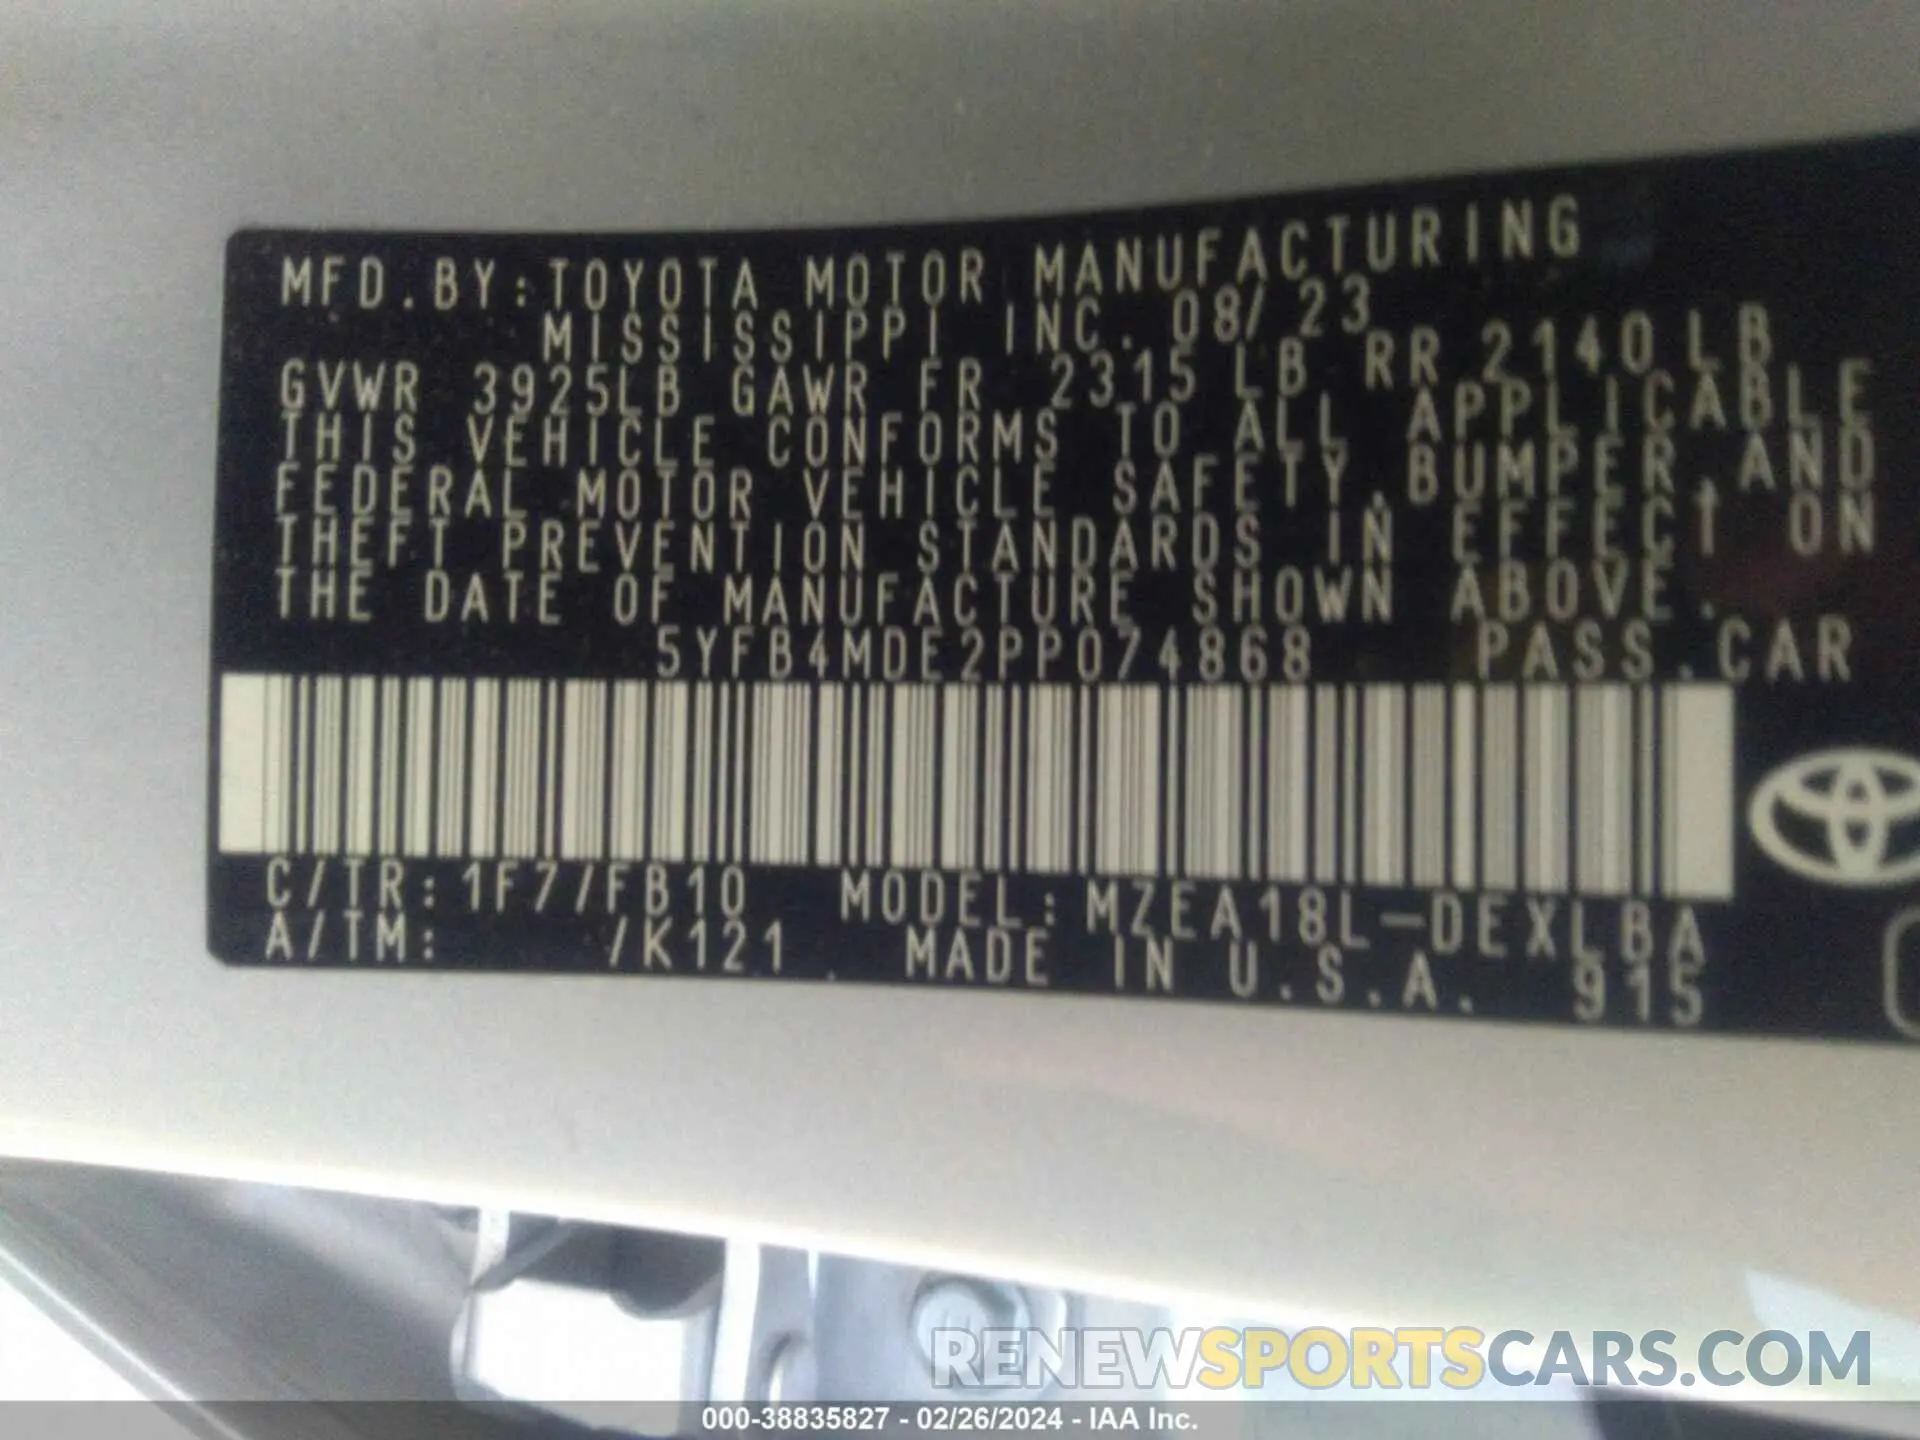 MFD.BY:TOYOTA MOTOR MANUFACTURING
MISSISSIPPI INC. 08/23
GVWR 3925LB GAWR FR 2315 LB RR 2140 LB
THIS VEHICLE CONFORMS TO ALL APPLICABLE
FEDERAL MOTOR VEHICLE SAFETY,BUMPER,AND
THEFT PREVENTION STANDARDS IN EFFECT ON
THE DATE OF MANUFACTURE SHOWN ABOVE.
5YFB4MDE2PP074868 PASS.CAR
C/TR:1F7/FB10 MODEL:MZEA18L-DEXLBA
A/TM: /K121 MADE IN U.S.A. 915
RENEWSPORTSCARS.COM
000-38835827 - 02/26/2024 - IAA Inc.